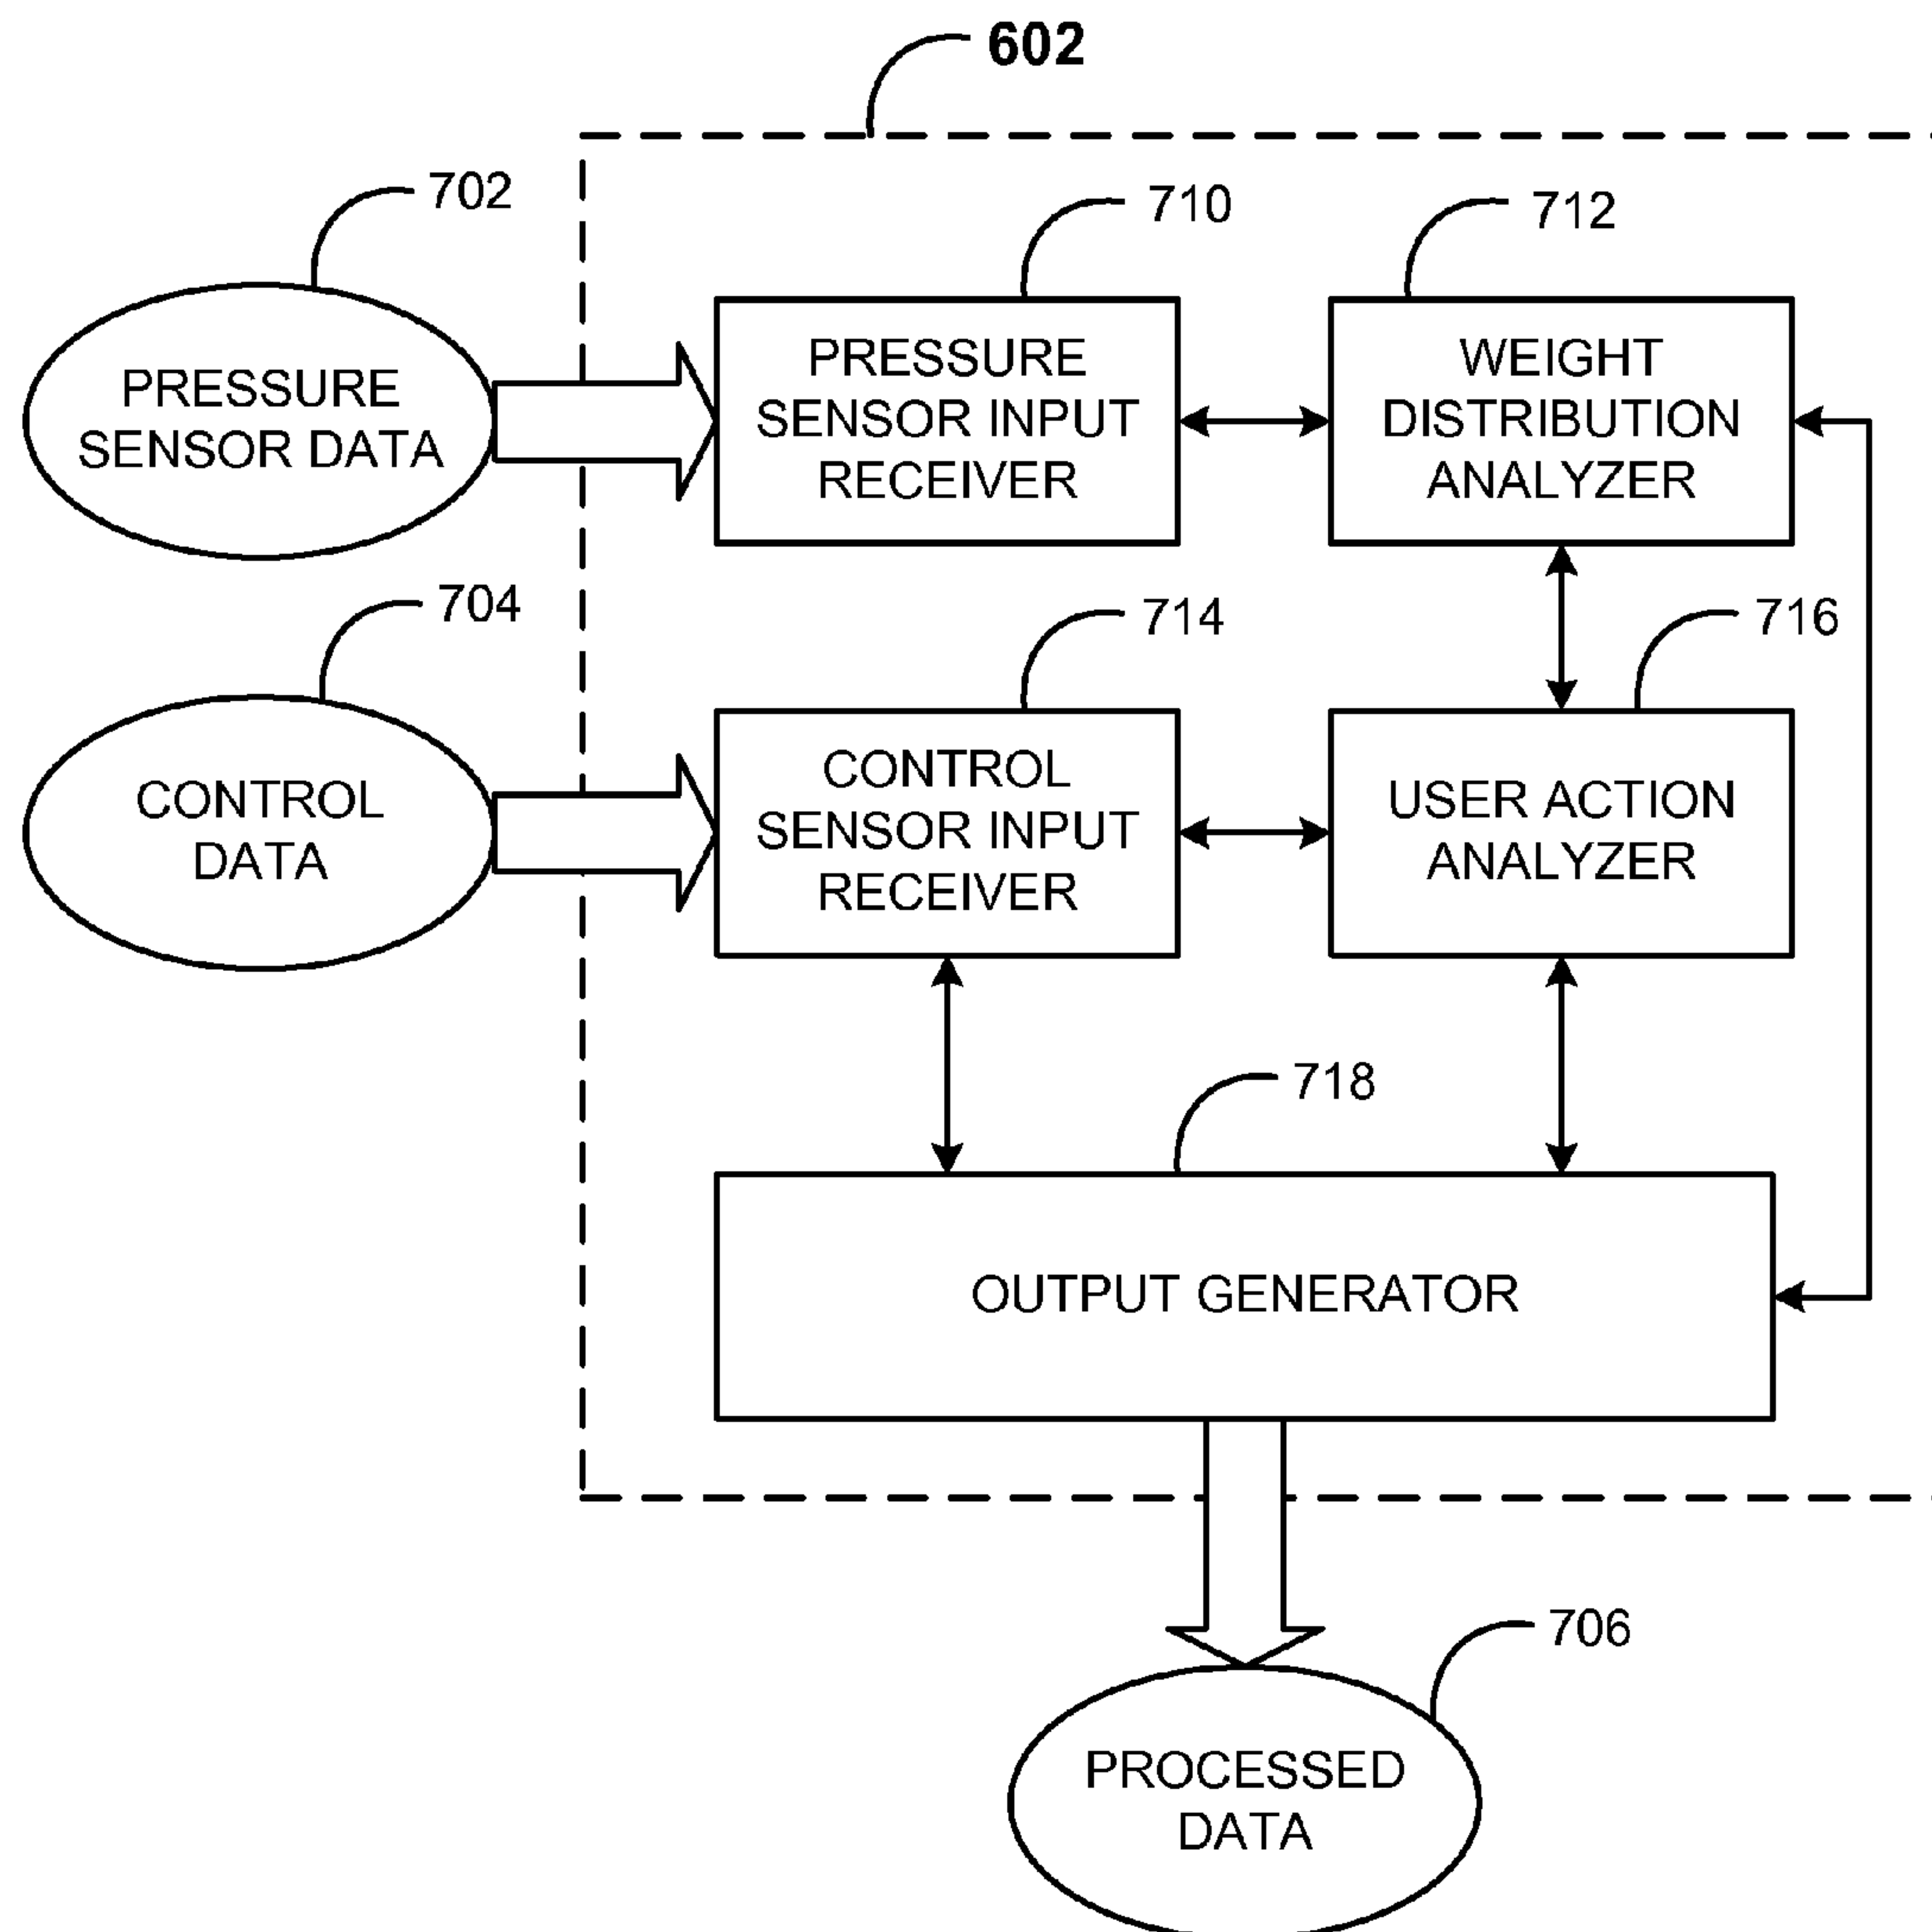 602
702
710
712
PRESSURE
SENSOR DATA
PRESSURE
SENSOR INPUT
RECEIVER
WEIGHT
DISTRIBUTION
ANALYZER
704
714
716
CONTROL
DATA
CONTROL
SENSOR INPUT
RECEIVER
USER ACTION
ANALYZER
718
OUTPUT GENERATOR
706
PROCESSED
DATA